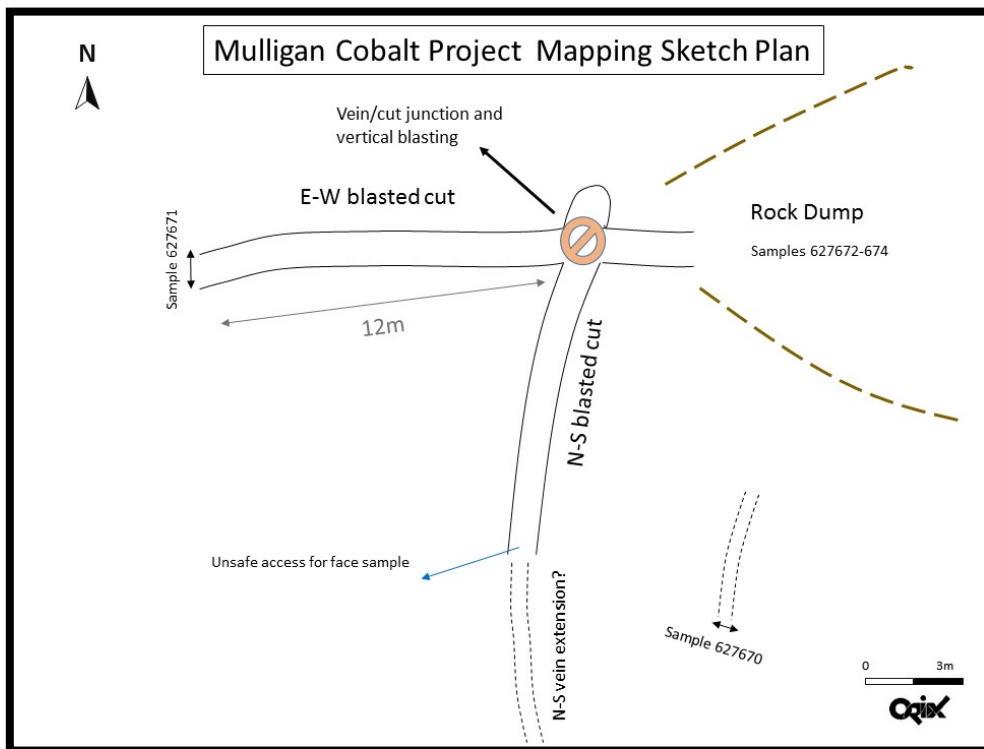 Mulligan Cobalt Project Mapping Sketch Plan
N
Vein/cut junction and
vertical blasting
E-W blasted cut
Rock Dump
Samples 627672-674
Sample 627671
12m
N-S blasted cut
Unsafe access for face sample
N-S vein extension?
Sample 627670
0 3m
Orix